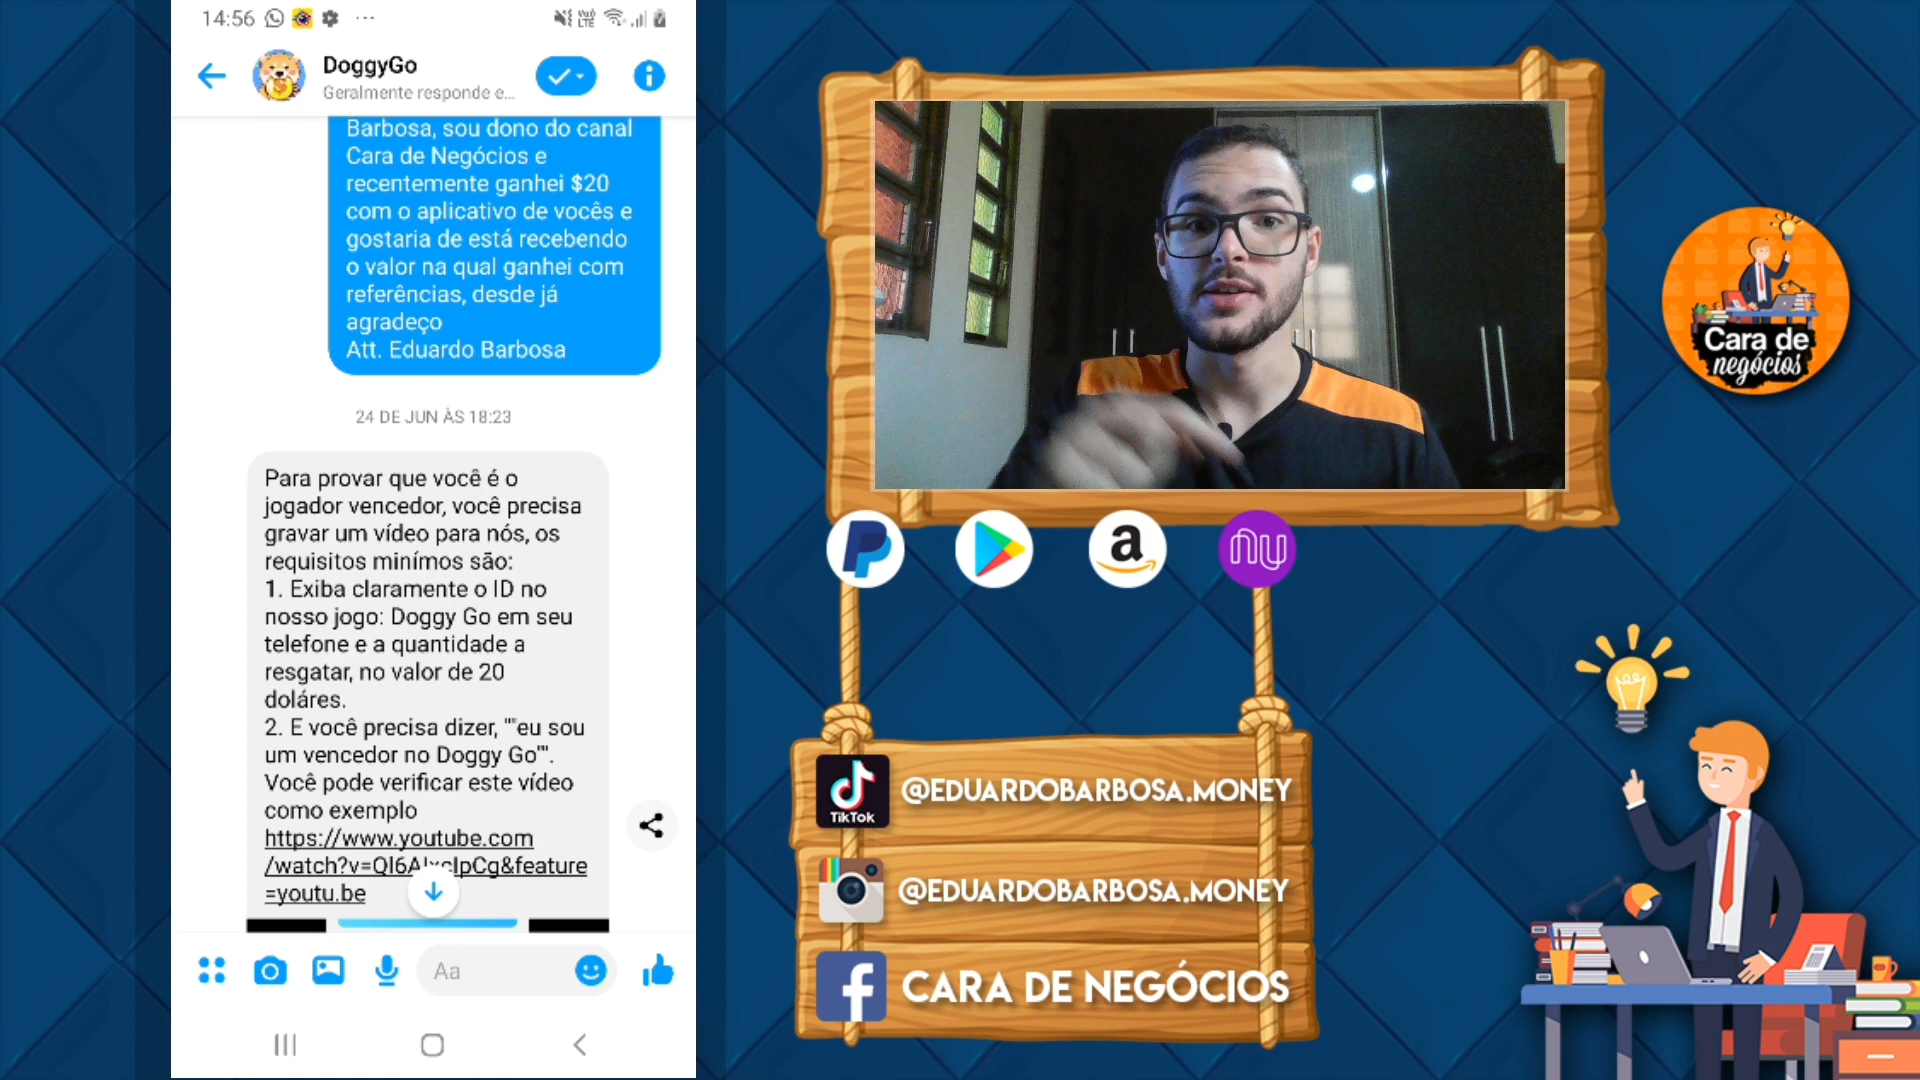 14:56
DoggyGo
Geralmente responde e...
Barbosa, sou dono do canal
Cara de Negócios e
recentemente ganhei $20
com o aplicativo de vocês e
gostaria de está recebendo
o valor na qual ganhei com
referências, desde já
agradeço
Att. Eduardo Barbosa
24 DE JUN ÀS 18:23
Para provar que você é o
jogador vencedor, você precisa
gravar um vídeo para nós, os
requisitos minímos são:
1. Exiba claramente o ID no
nosso jogo: Doggy Go em seu
telefone e a quantidade a
resgatar, no valor de 20
doláres.
2. E você precisa dizer, ""eu sou
um vencedor no Doggy Go"".
Você pode verificar este vídeo
como exemplo
https://www.youtube.com
=youtu.be
Aa
Cara de
negócios
a
nu
TikTok
@EDUARDOBARBOSA.MONEY
@EDUARDOBARBOSA.MONEY
f
CARA DE NEGÓCIOS